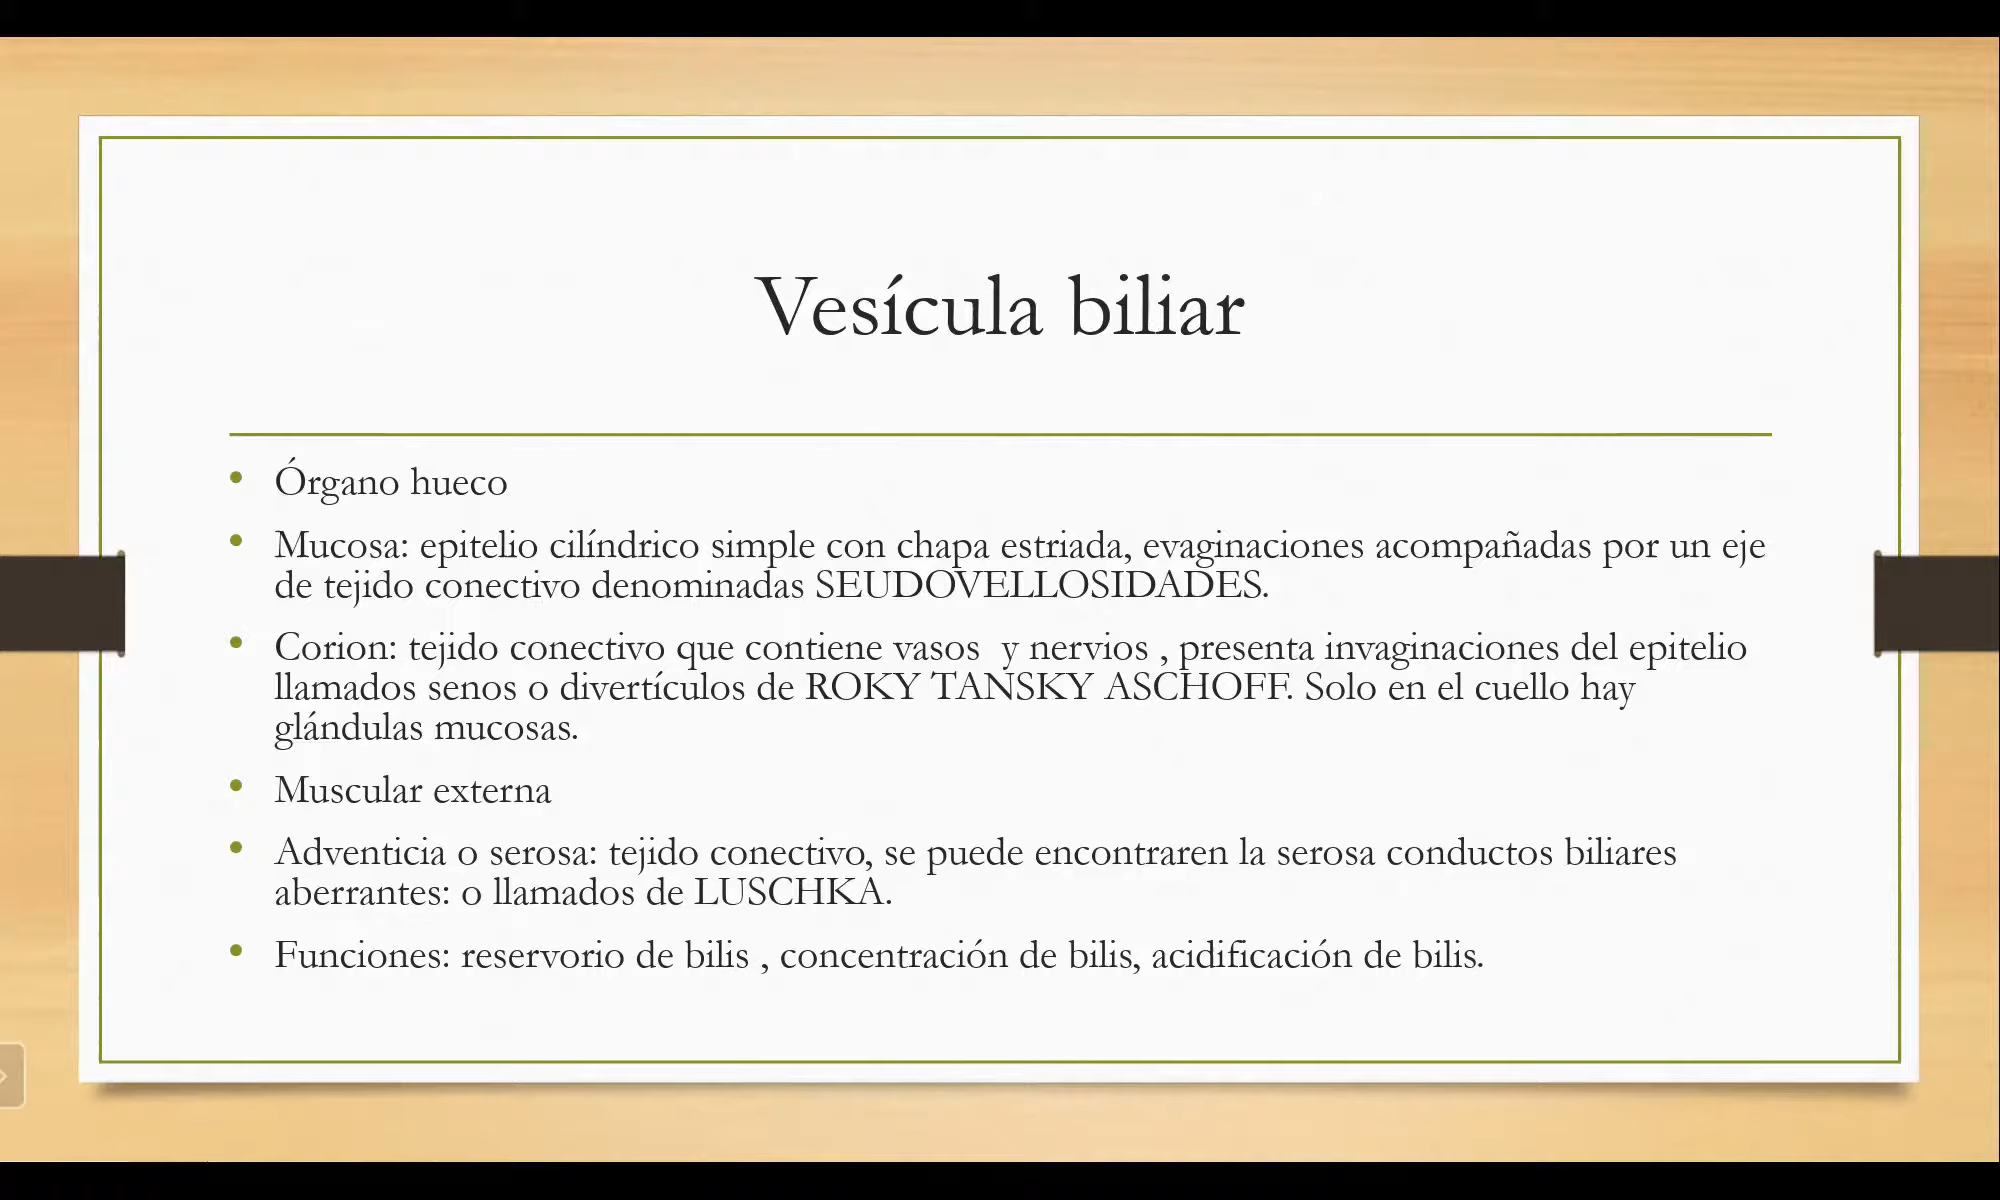 Vesícula biliar
• Órgano hueco
• Mucosa: epitelio cilíndrico simple con chapa estriada, evaginaciones acompañadas por un eje
de tejido conectivo denominadas SEUDOVELLOSIDADES.
• Corion: tejido conectivo que contiene vasos  y nervios , presenta invaginaciones del epitelio
llamados senos o divertículos de ROKY TANSKY ASCHOFF. Solo en el cuello hay
glándulas mucosas.
• Muscular externa
• Adventicia o serosa: tejido conectivo, se puede encontraren la serosa conductos biliares
aberrantes: o llamados de LUSCHKA.
• Funciones: reservorio de bilis , concentración de bilis, acidificación de bilis.